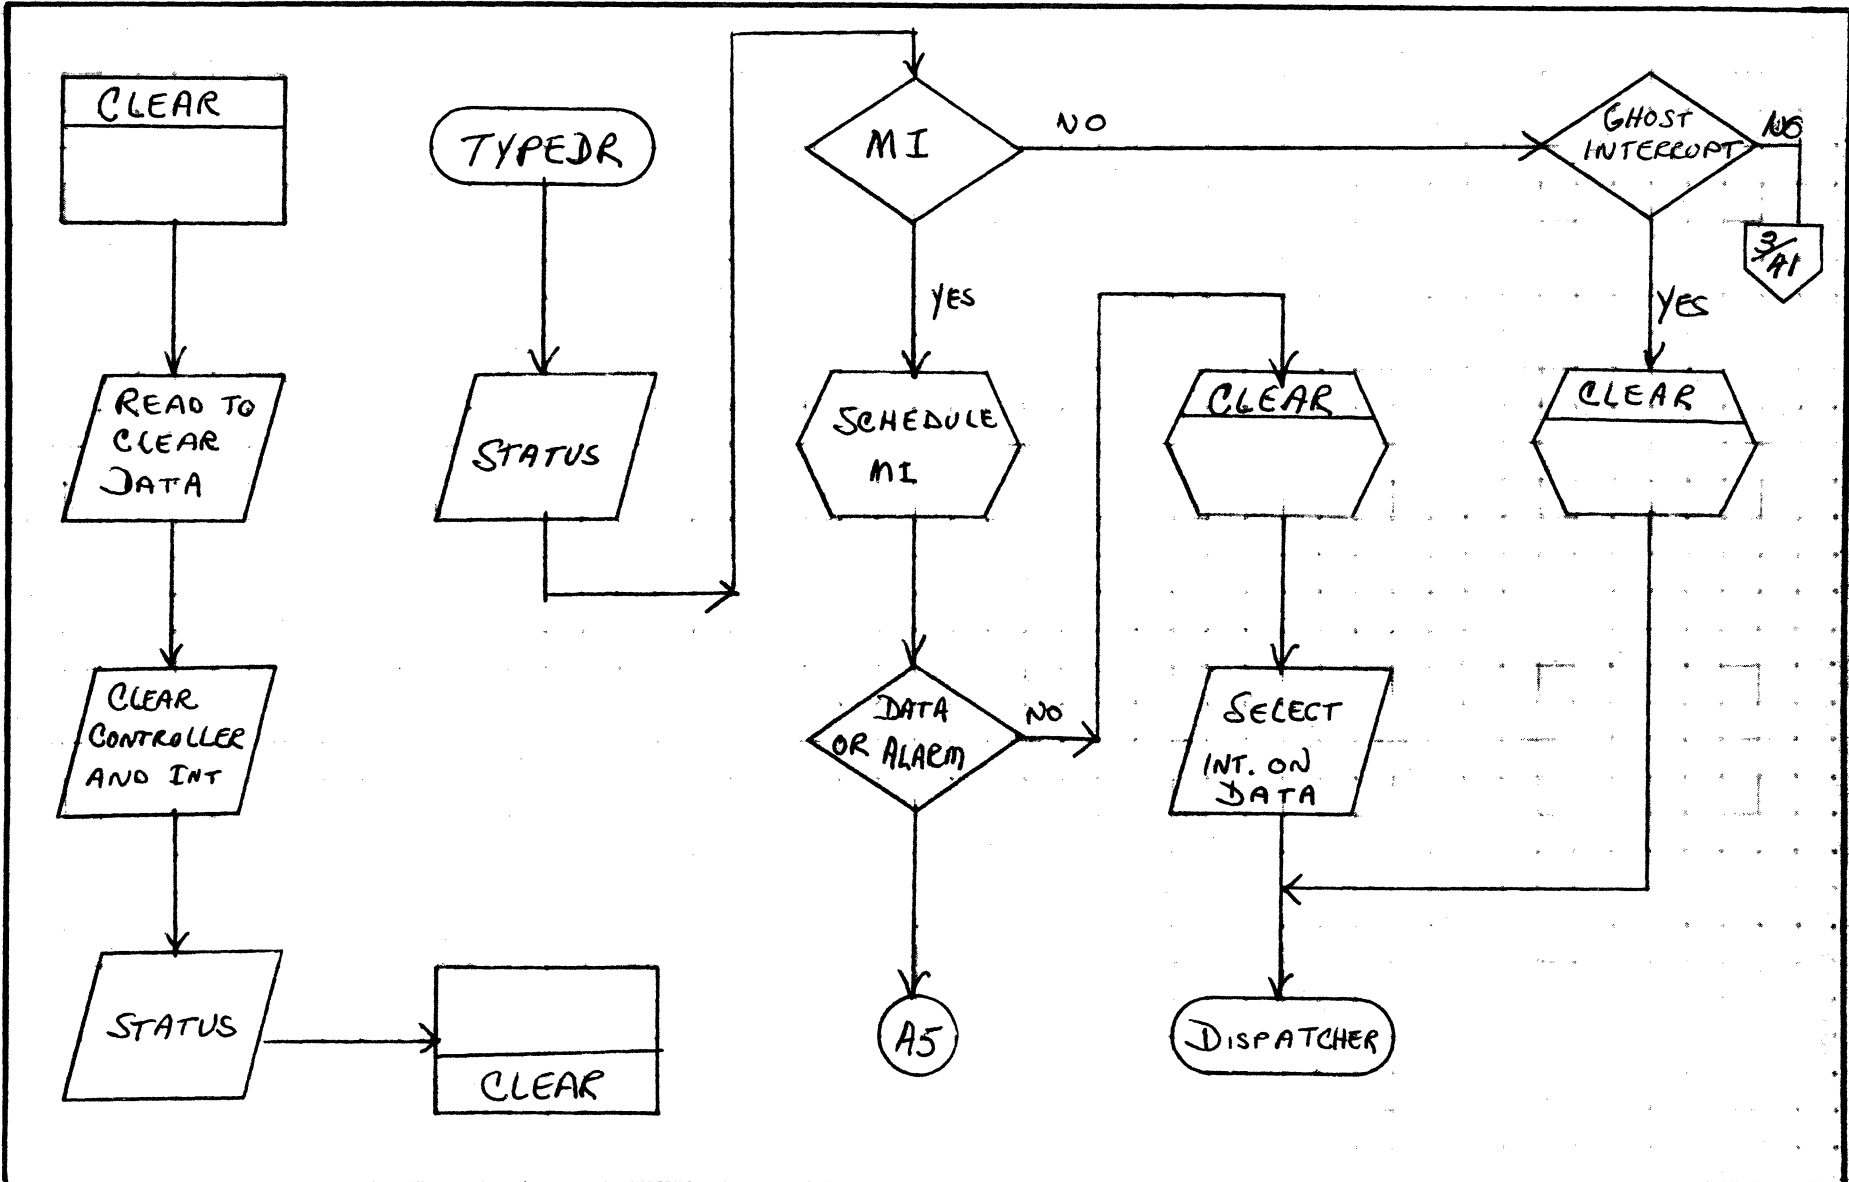 CLEAR
TYPEDR
MI
NO
GHOST
INTERRUPT
NO
3/A1
YES
YES
READ TO
CLEAR
DATA
STATUS
SCHEDULE
MI
CLEAR
CLEAR
CLEAR
CONTROLLER
AND INT
DATA
OR ALARM
NO
SELECT
INT. ON
DATA
STATUS
CLEAR
A5
DISPATCHER